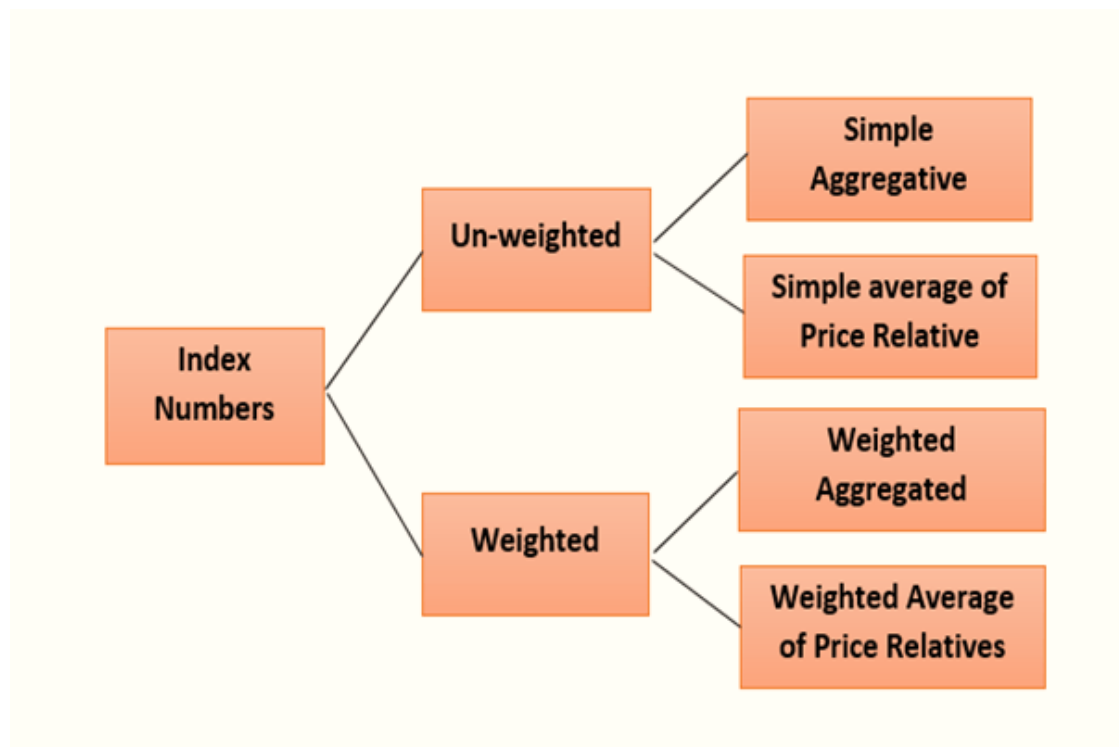 Index
Numbers
Un-weighted
Simple
Aggregative
Simple average of
Price Relative
Weighted
Weighted
Aggregated
Weighted Average
of Price Relatives